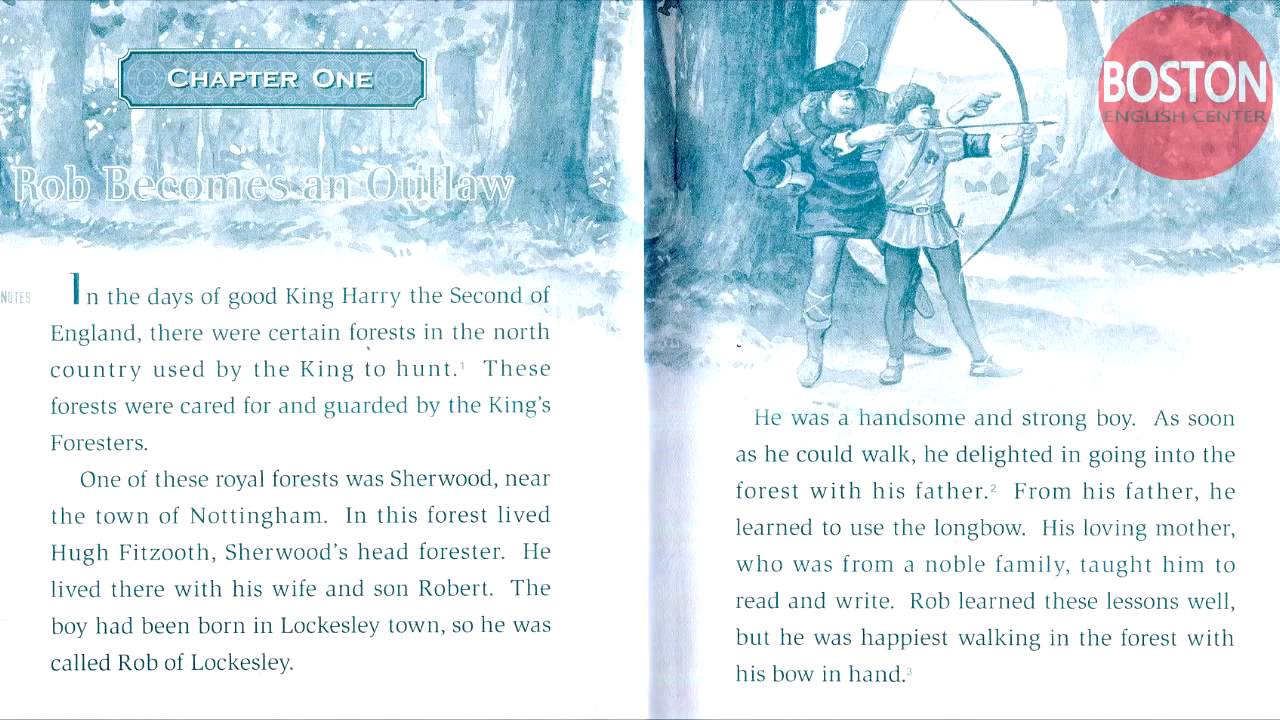 CHAPTER ONE
Rob Becomes an Outlaw
NOTES
In the days of good King Harry the Second of
England, there were certain forests in the north
country used by the King to hunt.¹ These
forests were cared for and guarded by the King's
Foresters.
One of these royal forests was Sherwood, near
the town of Nottingham. In this forest lived
Hugh Fitzooth, Sherwood's head forester. He
lived there with his wife and son Robert. The
boy had been born in Lockesley town, so he was
called Rob of Lockesley.
BOSTON
ENGLISH CENTER
He was a handsome and strong boy. As soon
as he could walk, he delighted in going into the
forest with his father.² From his father, he
learned to use the longbow. His loving mother,
who was from a noble family, taught him to
read and write. Rob learned these lessons well,
but he was happiest walking in the forest with
his bow in hand.³